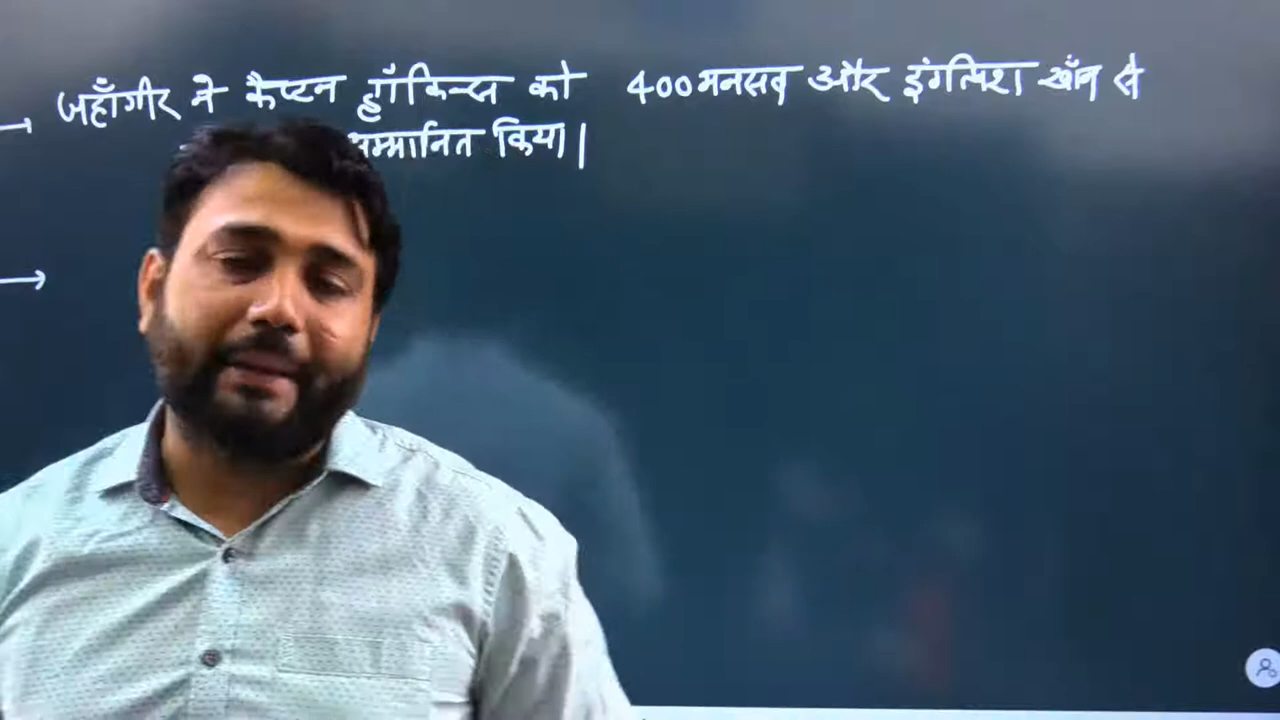 जहाँगीर ने कैप्टन हॉकिन्स को 400 मनसब और इंगलिश खाँन से
सम्मानित किया।